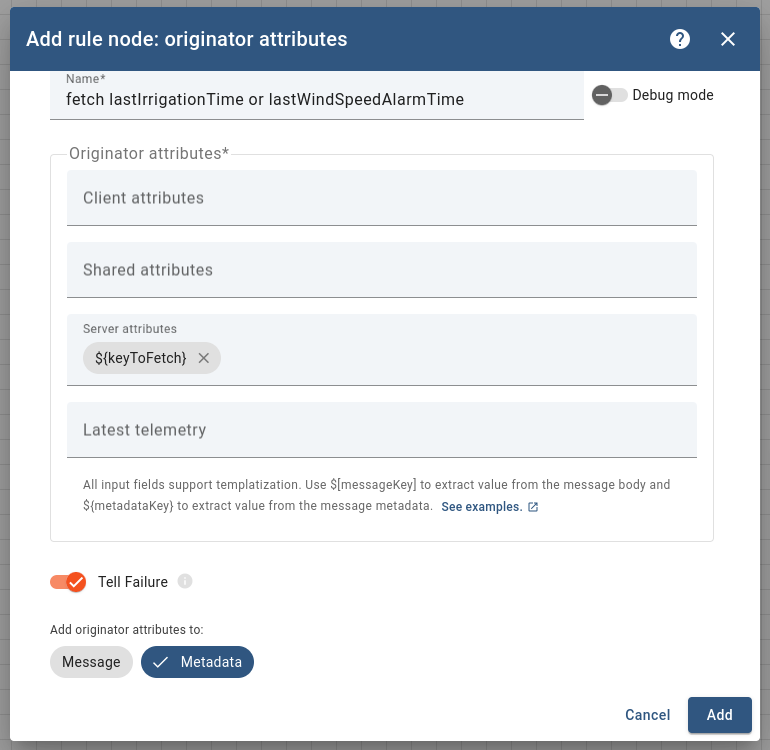 Add rule node: originator attributes
Name*
fetch lastIrrigationTime or lastWindSpeedAlarmTime
Debug mode
Originator attributes*
Client attributes
Shared attributes
Server attributes
${keyToFetch}
Latest telemetry
All input fields support templatization. Use $[messageKey] to extract value from the message body and
${metadataKey} to extract value from the message metadata. See examples.
Tell Failure
Add originator attributes to:
Message
Metadata
Cancel
Add